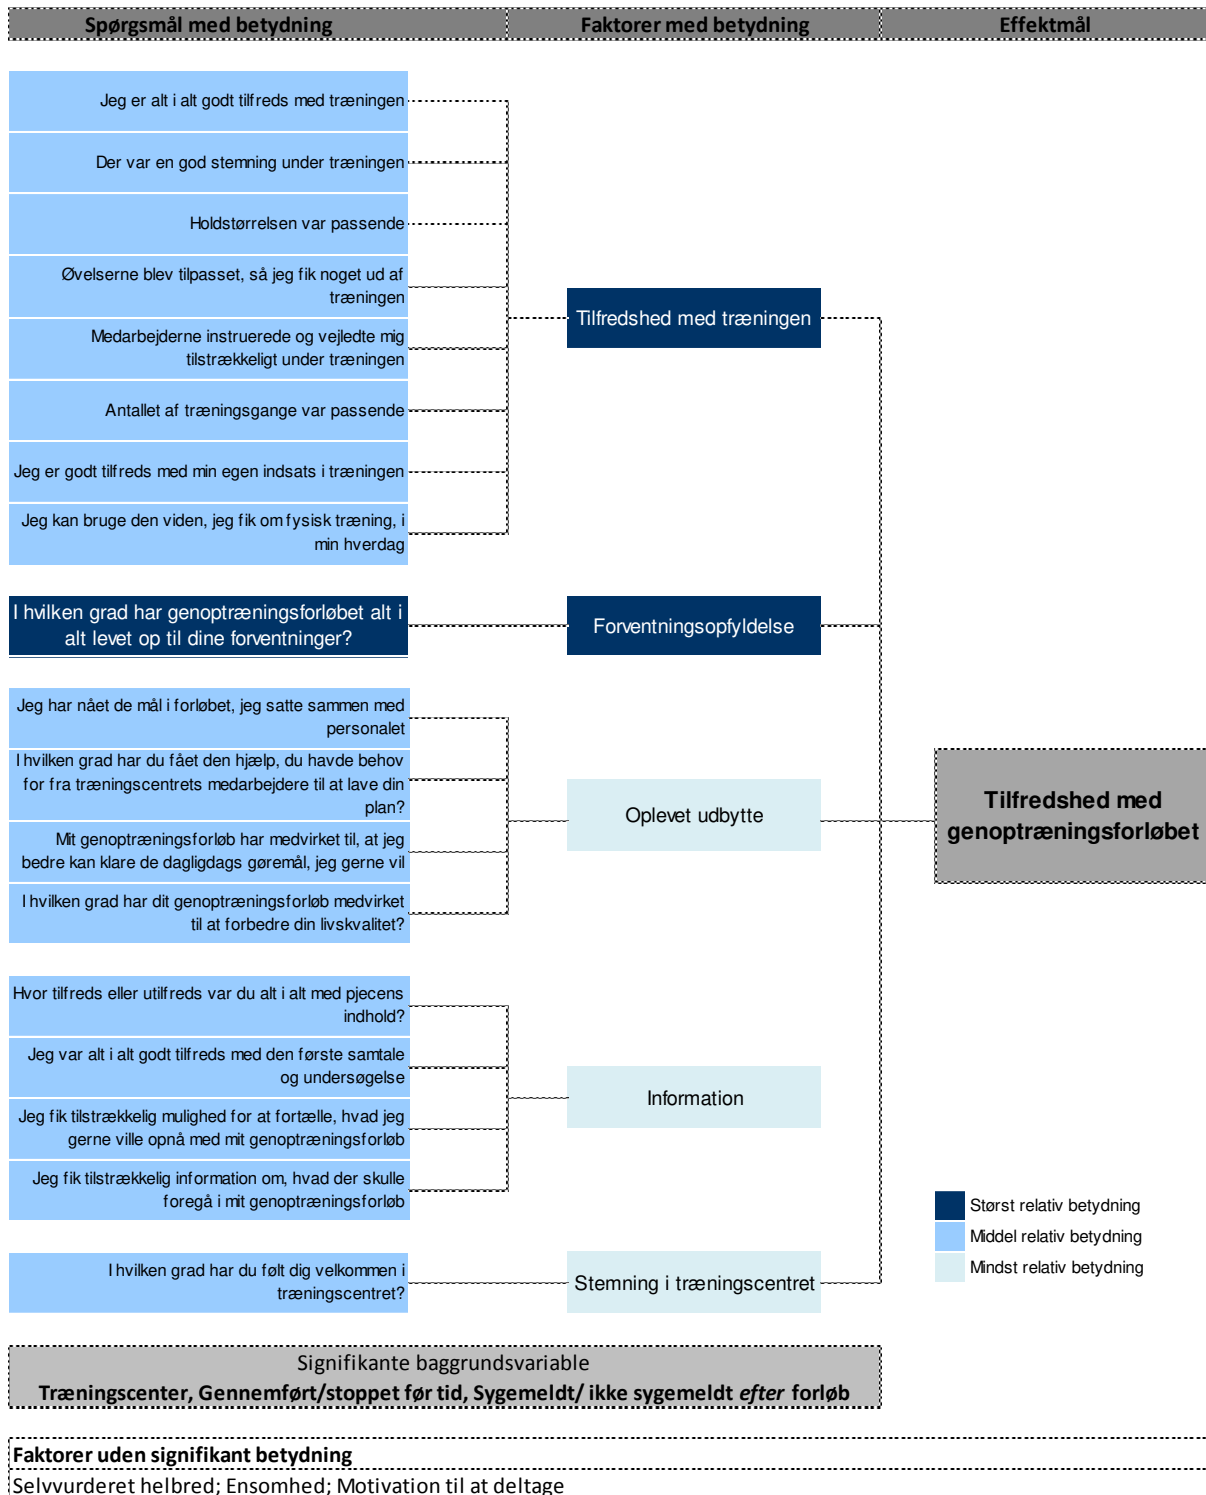 Spørgsmål med betydning
Faktorer med betydning
Effektmål
Jeg er alt i alt godt tilfreds med træningen
Der var en god stemning under træningen
Holdstørrelsen var passende
Øvelserne blev tilpasset, så jeg fik noget ud af
træningen
Medarbejderne instruerede og vejledte mig
tilstrækkeligt under træningen
Antallet af træningsgange var passende
Jeg er godt tilfreds med min egen indsats i træningen
Jeg kan bruge den viden, jeg fik om fysisk træning, i
min hverdag
Tilfredshed med træningen
I hvilken grad har genoptræningsforløbet alt i
alt levet op til dine forventninger?
Forventningsopfyldelse
Jeg har nået de mål i forløbet, jeg satte sammen med
personalet
I hvilken grad har du fået den hjælp, du havde behov
for fra træningscentrets medarbejdere til at lave din
plan?
Mit genoptræningsforløb har medvirket til, at jeg
bedre kan klare de dagligdags gøremål, jeg gerne vil
I hvilken grad har dit genoptræningsforløb medvirket
til at forbedre din livskvalitet?
Oplevet udbytte
Tilfredshed med
genoptræningsforløbet
Hvor tilfreds eller utilfreds var du alt i alt med pjecens
indhold?
Jeg var alt i alt godt tilfreds med den første samtale
og undersøgelse
Jeg fik tilstrækkelig mulighed for at fortælle, hvad jeg
gerne ville opnå med mit genoptræningsforløb
Jeg fik tilstrækkelig information om, hvad der skulle
foregå i mit genoptræningsforløb
Information
I hvilken grad har du følt dig velkommen i
træningscentret?
Stemning i træningscentret
Størst relativ betydning
Middel relativ betydning
Mindst relativ betydning
Signifikante baggrundsvariable
Træningscenter, Gennemført/stoppet før tid, Sygemeldt/ ikke sygemeldt efter forløb
Faktorer uden signifikant betydning
Selvvurderet helbred; Ensomhed; Motivation til at deltage